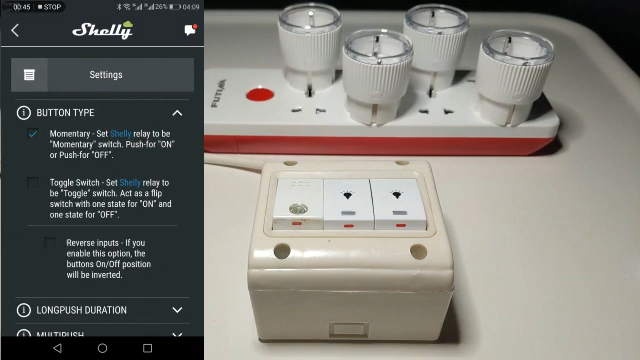 00:45 STOP 26% 04:09
Shelly
Settings
BUTTON TYPE
Momentary - Set Shelly relay to be
"Momentary" switch. Push-for "ON"
or Push-for "OFF".
Toggle Switch - Set Shelly relay to
be "Toggle" switch. Act as a flip
switch with one state for "ON" and
one state for "OFF".
Reverse inputs - If you
enable this option, the
buttons On/Off position
will be inverted.
LONGPUSH DURATION
MULTIPUSH